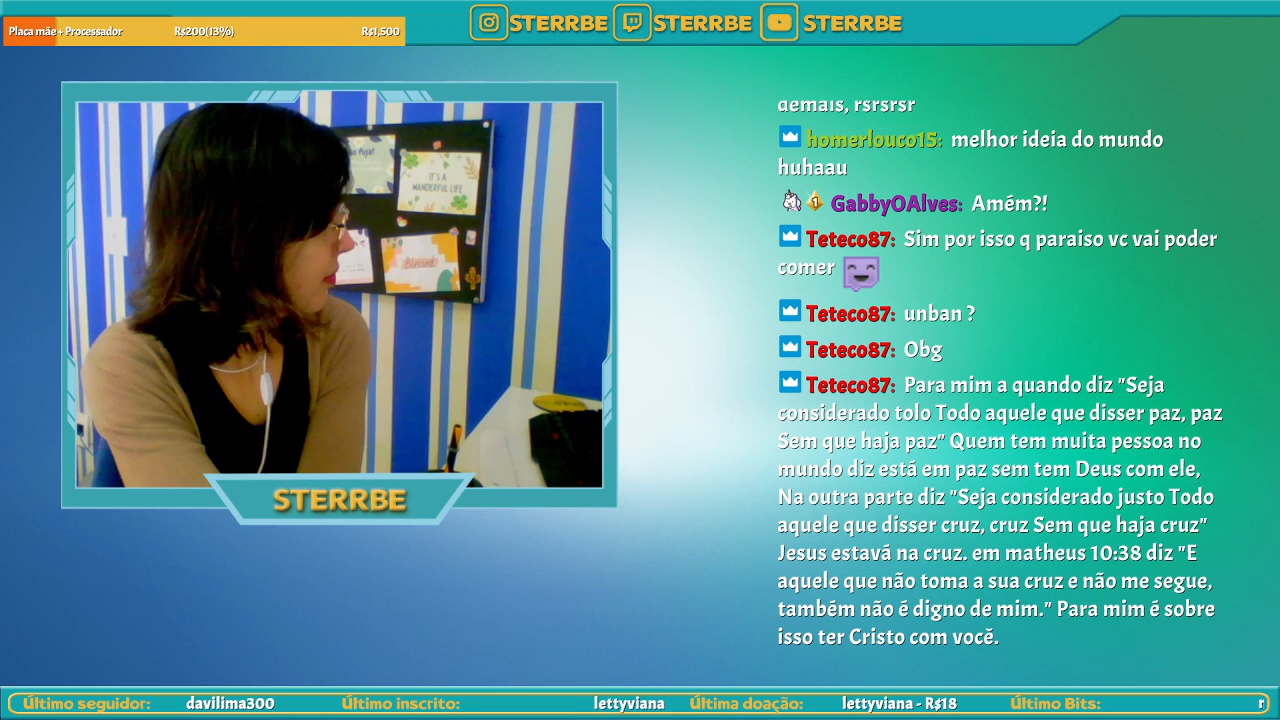 Placa mãe + Processador R$200(13%) R$1,500
STERRBE STERRBE STERRBE
IT'S A
WANDERFUL LIFE
Blessed!
STERRBE
demais, rsrsrsr
homerlouco15: melhor ideia do mundo
huhaau
GabbyOAlves: Amém?!
Teteco87: Sim por isso q paraiso vc vai poder
comer
Teteco87: unban ?
Teteco87: Obg
Teteco87: Para mim a quando diz "Seja
considerado tolo Todo aquele que disser paz, paz
Sem que haja paz" Quem tem muita pessoa no
mundo diz está em paz sem tem Deus com ele,
Na outra parte diz "Seja considerado justo Todo
aquele que disser cruz, cruz Sem que haja cruz"
Jesus estavá na cruz. em matheus 10:38 diz "E
aquele que não toma a sua cruz e não me segue,
também não é digno de mim." Para mim é sobre
isso ter Cristo com você.
Último seguidor: davilima300 Último inscrito: lettyviana Última doação: lettyviana - R$18 Último Bits: r